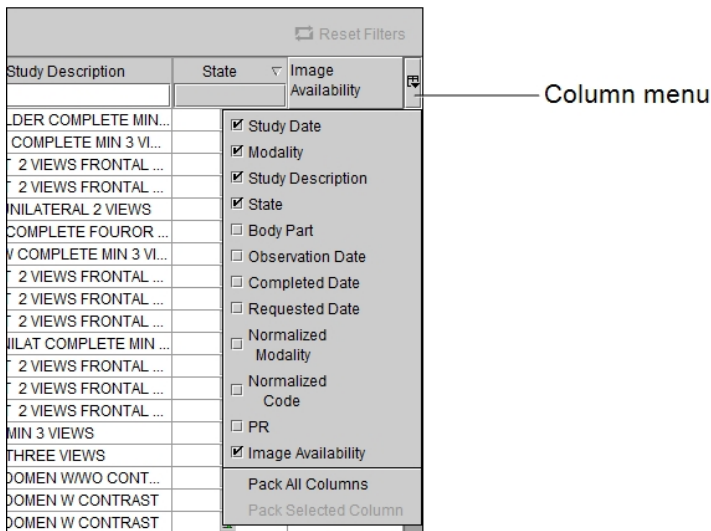 Reset Filters
Study Description State Image
Availability
Column menu
LDER COMPLETE MIN...
COMPLETE MIN 3 VI...
2 VIEWS FRONTAL ...
2 VIEWS FRONTAL ...
UNILATERAL 2 VIEWS
COMPLETE FOUROR ...
COMPLETE MIN 3 VI...
2 VIEWS FRONTAL ...
2 VIEWS FRONTAL ...
2 VIEWS FRONTAL ...
ILAT COMPLETE MIN ...
2 VIEWS FRONTAL ...
2 VIEWS FRONTAL ...
2 VIEWS FRONTAL ...
MIN 3 VIEWS
THREE VIEWS
DOMEN W/WO CONT...
DOMEN W CONTRAST
DOMEN W CONTRAST
Study Date
Modality
Study Description
State
Body Part
Observation Date
Completed Date
Requested Date
Normalized
Modality
Normalized
Code
PR
Image Availability
Pack All Columns
Pack Selected Column